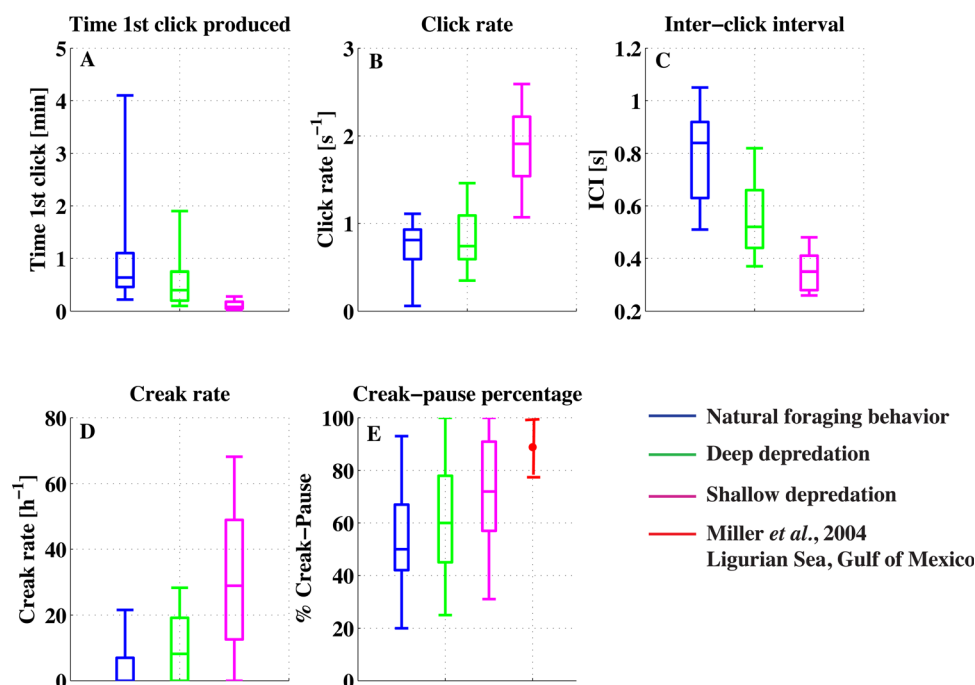 Time 1st click produced
A
Time 1st click [min]
5
4
3
2
1
0
Click rate
B
Click rate [s⁻¹]
3
2
1
0
Inter−click interval
C
ICI [s]
1.2
1
0.8
0.6
0.4
0.2
Creak rate
D
Creak rate [h⁻¹]
80
60
40
20
0
Creak−pause percentage
E
% Creak−Pause
100
80
60
40
20
0
Natural foraging behavior
Deep depredation
Shallow depredation
Miller et al., 2004
Ligurian Sea, Gulf of Mexico